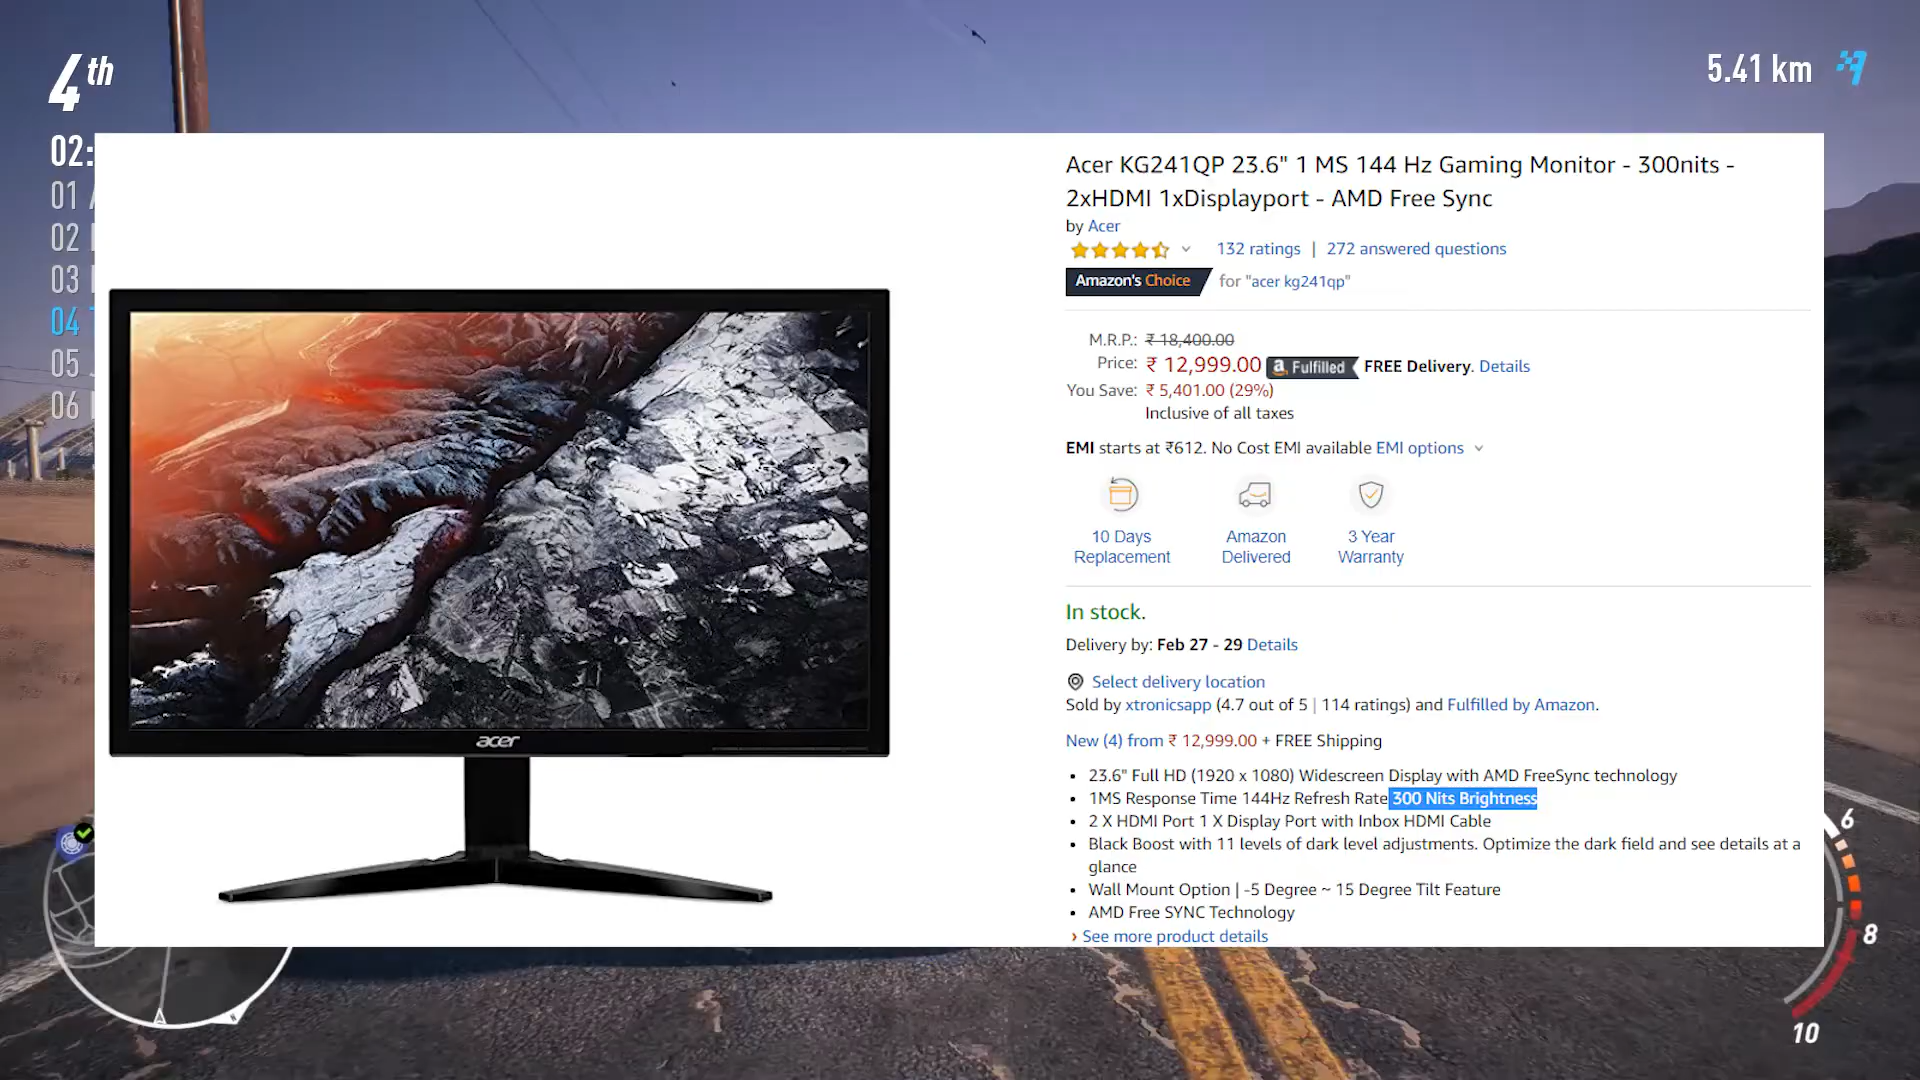 4th
5.41 km
02:
01
02
03
04
05
06
Acer KG241QP 23.6" 1 MS 144 Hz Gaming Monitor - 300nits -
2xHDMI 1xDisplayport - AMD Free Sync
by Acer
132 ratings | 272 answered questions
Amazon's Choice for "acer kg241qp"
M.R.P.: ₹ 18,400.00
Price: ₹ 12,999.00 a Fulfilled FREE Delivery. Details
You Save: ₹ 5,401.00 (29%)
Inclusive of all taxes
EMI starts at ₹612. No Cost EMI available EMI options
10 Days
Replacement
Amazon
Delivered
3 Year
Warranty
In stock.
Delivery by: Feb 27 - 29 Details
Select delivery location
Sold by xtronicsapp (4.7 out of 5 | 114 ratings) and Fulfilled by Amazon.
New (4) from ₹ 12,999.00 + FREE Shipping
• 23.6" Full HD (1920 x 1080) Widescreen Display with AMD FreeSync technology
• 1MS Response Time 144Hz Refresh Rate 300 Nits Brightness
• 2 X HDMI Port 1 X Display Port with Inbox HDMI Cable
• Black Boost with 11 levels of dark level adjustments. Optimize the dark field and see details at a
glance
• Wall Mount Option | -5 Degree ~ 15 Degree Tilt Feature
• AMD Free SYNC Technology
› See more product details
acer
N
6
8
10